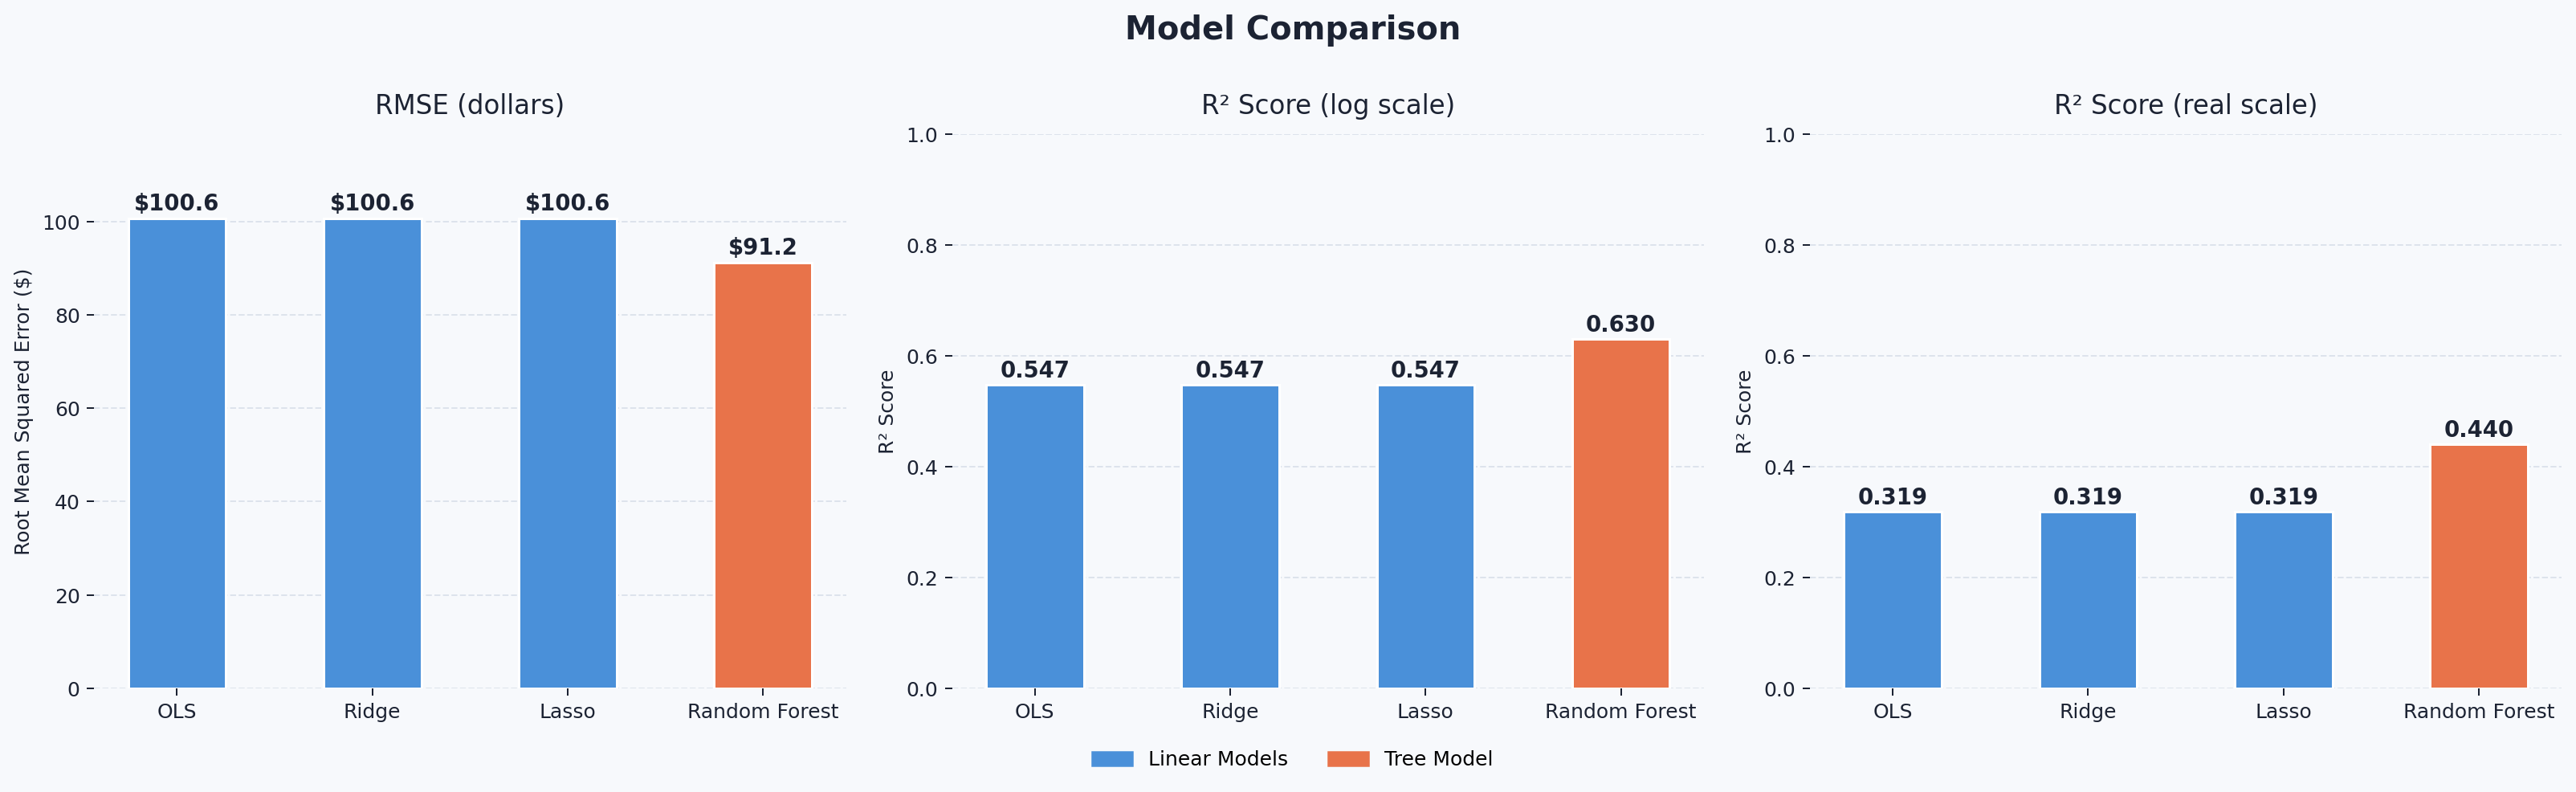 Model Comparison
RMSE (dollars)
Root Mean Squared Error ($)
100
80
60
40
20
0
$100.6
$100.6
$100.6
$91.2
OLS
Ridge
Lasso
Random Forest
R² Score (log scale)
R² Score
1.0
0.8
0.6
0.4
0.2
0.0
0.547
0.547
0.547
0.630
OLS
Ridge
Lasso
Random Forest
R² Score (real scale)
R² Score
1.0
0.8
0.6
0.4
0.2
0.0
0.319
0.319
0.319
0.440
OLS
Ridge
Lasso
Random Forest
Linear Models
Tree Model